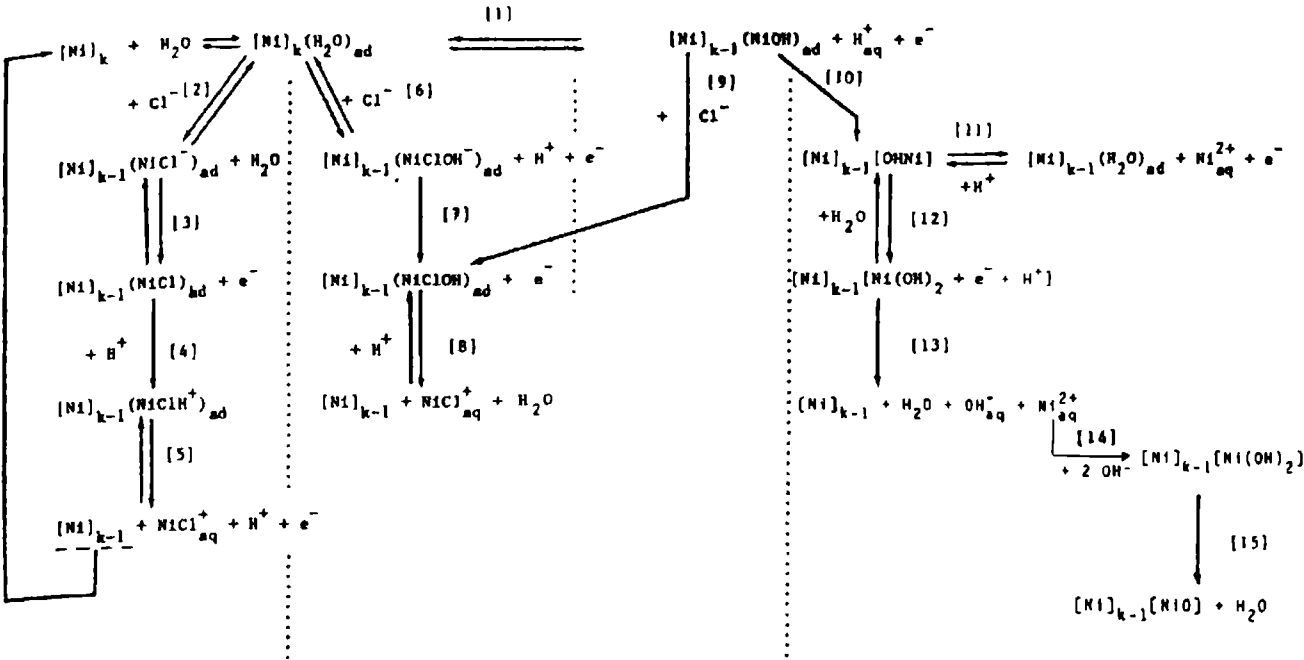 [1]
[Ni]k + H2O [Ni]k(H2O)ad [Ni]k-1(NiOH)ad + H+aq + e-
+ Cl- [2] + Cl- [6] [9] [10]
+ Cl-
[11]
[Ni]k-1(NiCl-)ad + H2O [Ni]k-1(NiClOH-)ad + H+ + e- [Ni]k-1[OHNi] [Ni]k-1(H2O)ad + Ni2+aq + e-
+H+
[3] [7] +H2O [12]
[Ni]k-1(NiCl)ad + e- [Ni]k-1(NiClOH)ad + e- [Ni]k-1[Ni(OH)2 + e- + H+]
+ H+ [4] + H+ [8] [13]
[Ni]k-1(NiClH+)ad [Ni]k-1 + NiCl+aq + H2O [Ni]k-1 + H2O + OH-aq + Ni2+aq
[14]
[5] + 2 OH- [Ni]k-1[Ni(OH)2]
[Ni]k-1 + NiCl+aq + H+ + e-
[15]
[Ni]k-1[NiO] + H2O